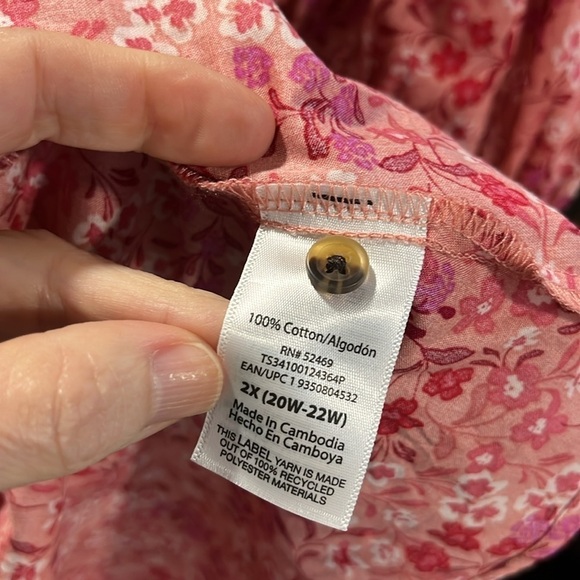 100% Cotton/Algodón
RN# 52469
TS34100124364P
EAN/UPC 1 9350804532
2X (20W-22W)
Made In Cambodia
Hecho En Camboya
THIS LABEL YARN IS MADE
OUT OF 100% RECYCLED
POLYESTER MATERIALS